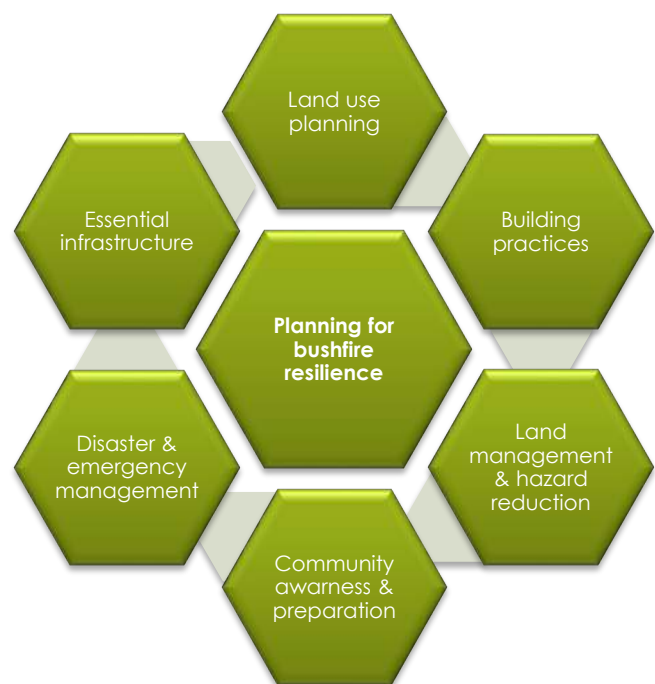 Land use
planning
Building
practices
Land
management
& hazard
reduction
Community
awarness &
preparation
Disaster &
emergency
management
Essential
infrastructure
Planning for
bushfire
resilience